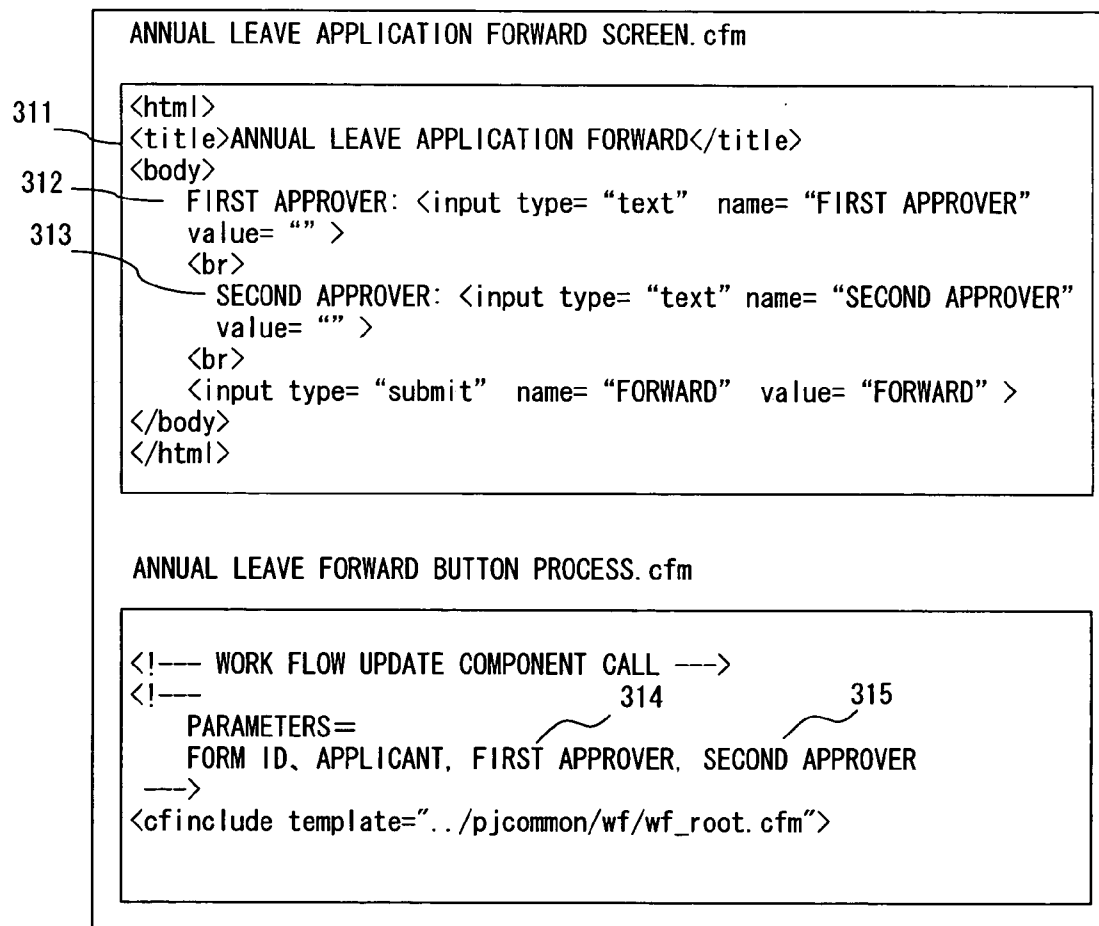 ANNUAL LEAVE APPLICATION FORWARD SCREEN.cfm
311
<html>
<title>ANNUAL LEAVE APPLICATION FORWARD</title>
<body>
312
FIRST APPROVER: <input type= “text” name= “FIRST APPROVER”
value= “” >
313
<br>
SECOND APPROVER: <input type= “text” name= “SECOND APPROVER”
value= “” >
<br>
<input type= “submit” name= “FORWARD” value= “FORWARD” >
</body>
</html>
ANNUAL LEAVE FORWARD BUTTON PROCESS.cfm
<!--- WORK FLOW UPDATE COMPONENT CALL --->
<!---
314 315
PARAMETERS=
FORM ID、APPLICANT, FIRST APPROVER, SECOND APPROVER
--->
<cfinclude template="../pjcommon/wf/wf_root.cfm">